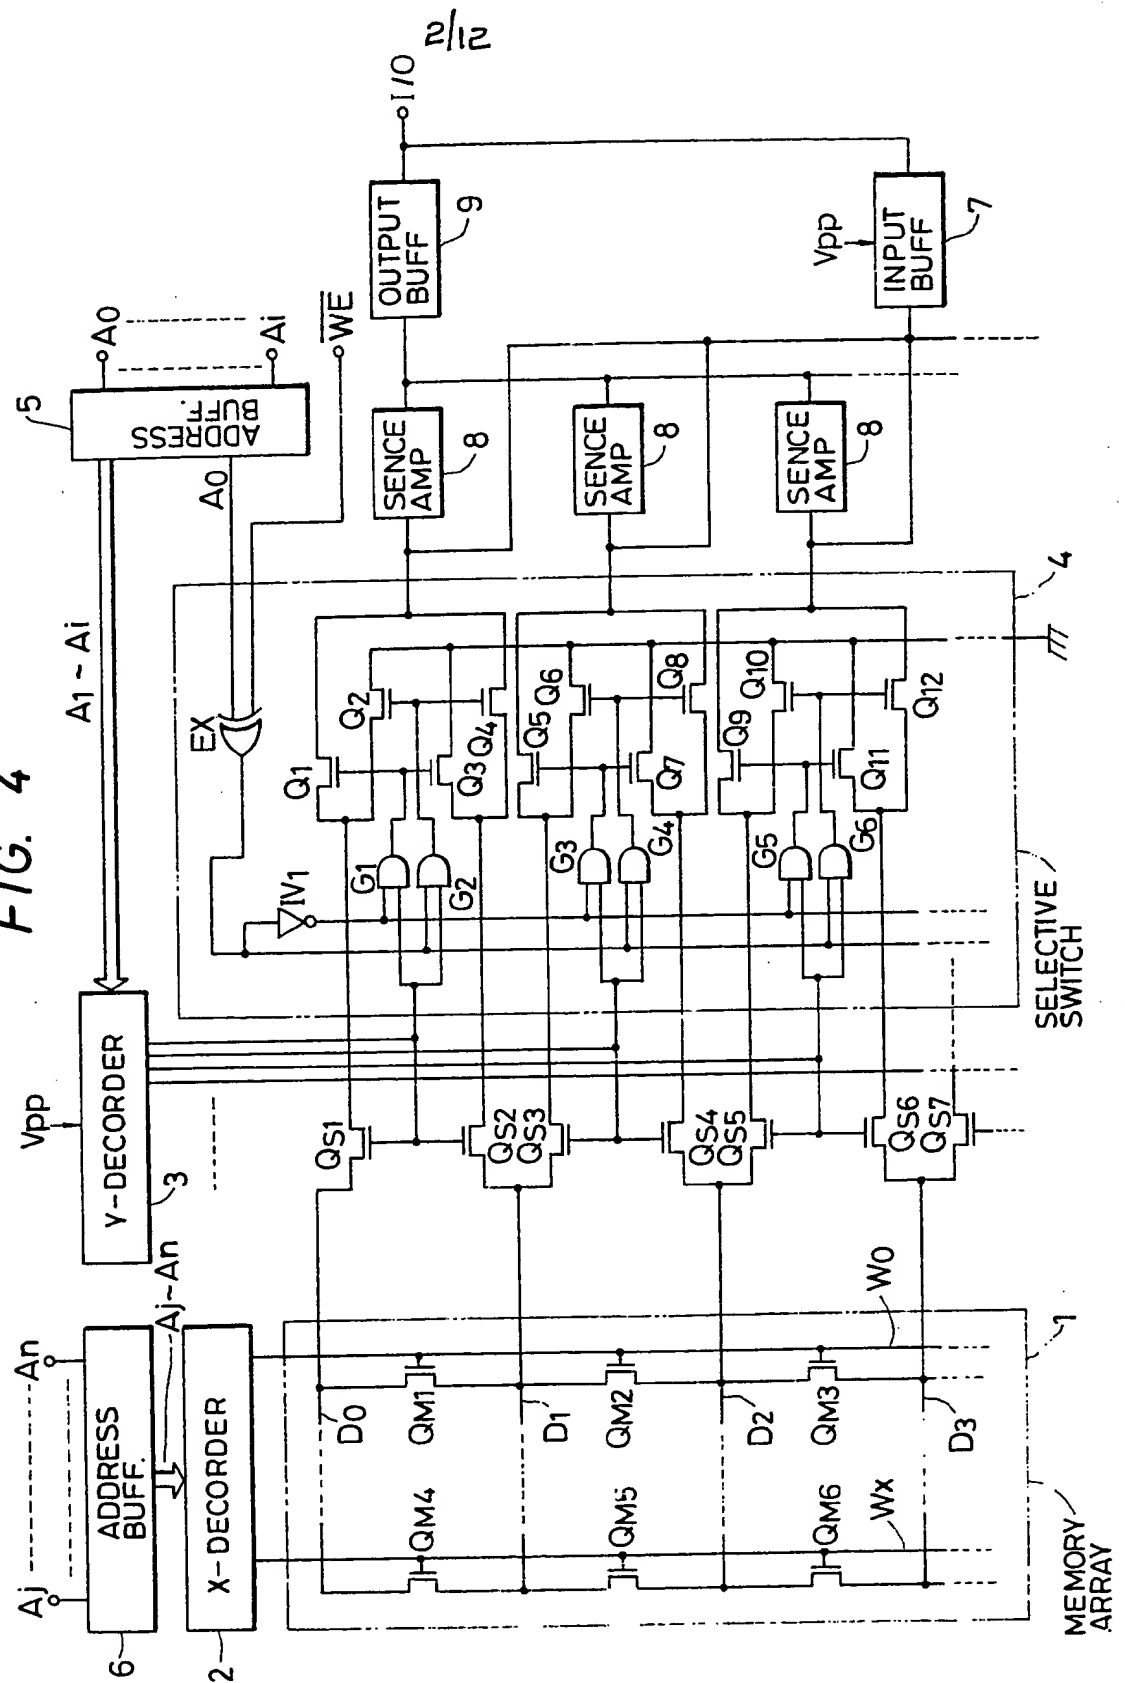 FIG. 4
2/2
Aj
An
ADDRESS
BUFF.
6
Aj~An
X-DECORDER
2
Vpp
Y-DECORDER
3
A1 ~ Ai
5
ADDRESS
BUFF.
A0
Ai
A0
WE
EX
I/O
OUTPUT
BUFF
9
Vpp
INPUT
BUFF
7
SENCE
AMP
8
SENCE
AMP
8
SENCE
AMP
8
Q1
Q2
Q3
Q4
Q5
Q6
Q7
Q8
Q9
Q10
Q11
Q12
IV1
G1
G2
G3
G4
G5
G6
4
SELECTIVE
SWITCH
QS1
QS2
QS3
QS4
QS5
QS6
QS7
D0
D1
D2
D3
QM1
QM2
QM3
QM4
QM5
QM6
W0
Wx
1
MEMORY
ARRAY